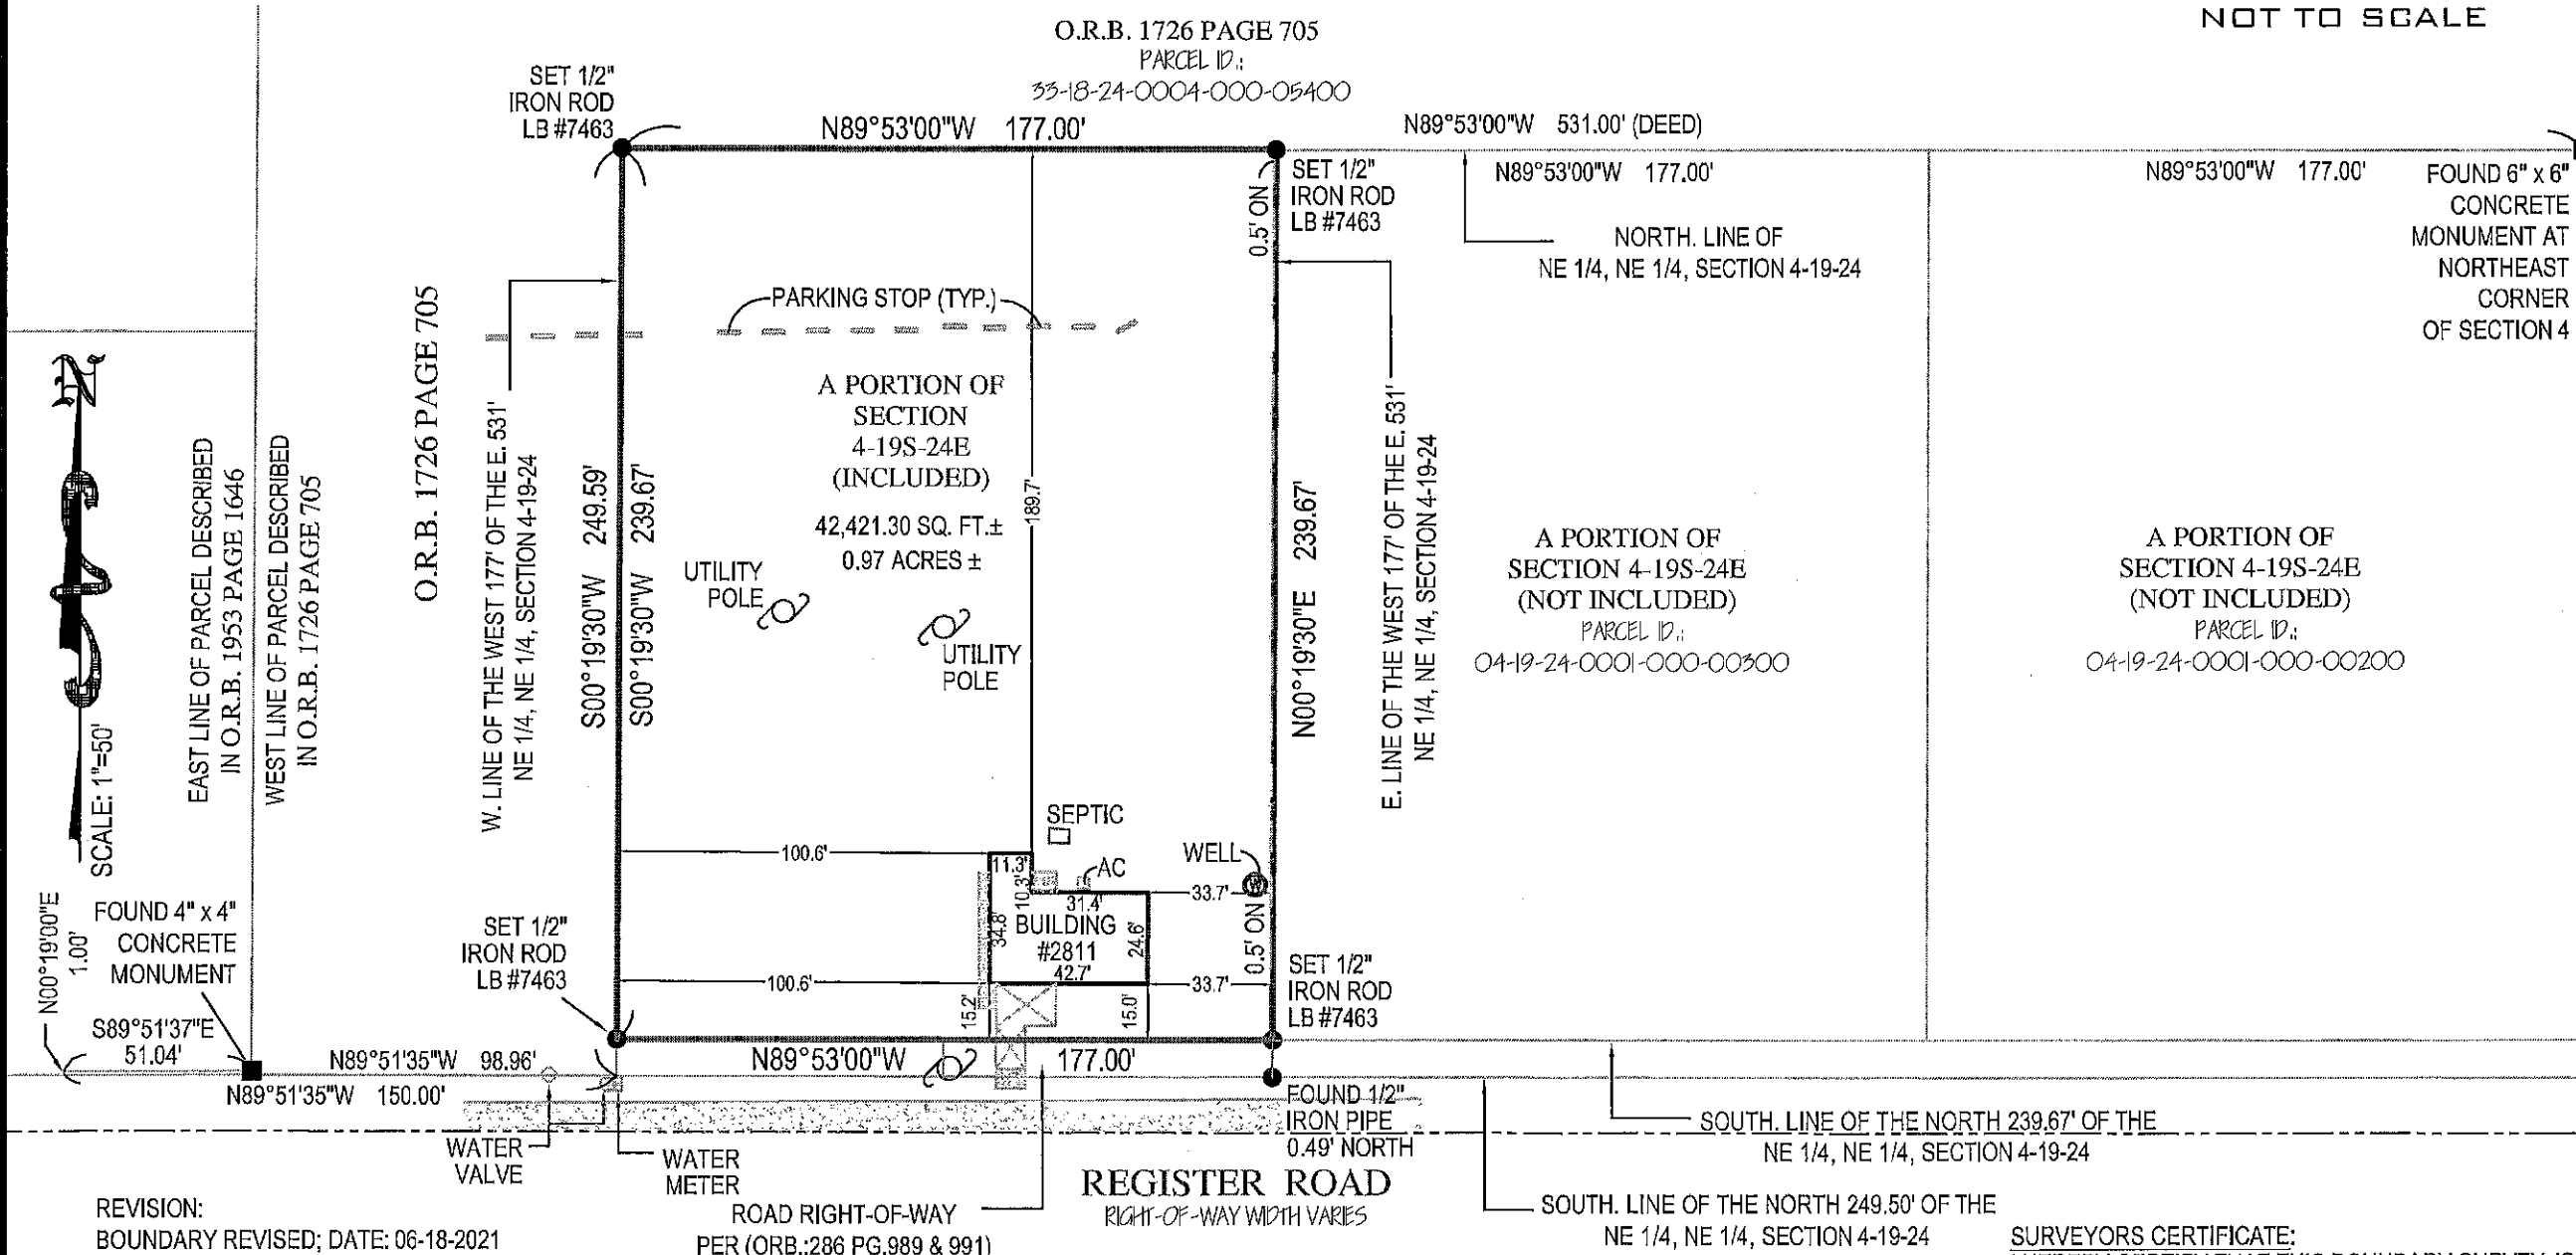 NOT TO SCALE
O.R.B. 1726 PAGE 705
PARCEL ID.:
33-18-24-0004-000-05400
SET 1/2"
IRON ROD
LB #7463
N89°53'00"W 177.00'
N89°53'00"W 531.00' (DEED)
SET 1/2"
IRON ROD
LB #7463
0.5' ON
N89°53'00"W 177.00'
N89°53'00"W 177.00'
FOUND 6" x 6"
CONCRETE
MONUMENT AT
NORTHEAST
CORNER
OF SECTION 4
NORTH. LINE OF
NE 1/4, NE 1/4, SECTION 4-19-24
PARKING STOP (TYP.)
O.R.B. 1726 PAGE 705
W. LINE OF THE WEST 177' OF THE E. 531'
NE 1/4, NE 1/4, SECTION 4-19-24
A PORTION OF
SECTION
4-19S-24E
(INCLUDED)
42,421.30 SQ. FT.±
0.97 ACRES ±
189.7'
S00°19'30"W 249.59'
S00°19'30"W 239.67'
N00°19'30"E 239.67'
E. LINE OF THE WEST 177' OF THE E. 531'
NE 1/4, NE 1/4, SECTION 4-19-24
N
SCALE: 1"=50'
EAST LINE OF PARCEL DESCRIBED
IN O.R.B. 1953 PAGE 1646
WEST LINE OF PARCEL DESCRIBED
IN O.R.B. 1726 PAGE 705
UTILITY
POLE
UTILITY
POLE
A PORTION OF
SECTION 4-19S-24E
(NOT INCLUDED)
PARCEL ID.:
04-19-24-0001-000-00300
A PORTION OF
SECTION 4-19S-24E
(NOT INCLUDED)
PARCEL ID.:
04-19-24-0001-000-00200
SEPTIC
100.6'
11.3'
10.3'
AC
WELL
W
33.7'
31.4'
34.8'
BUILDING
#2811
42.7'
24.6'
0.5' ON
100.6'
33.7'
15.2'
15.0'
N00°19'00"E
1.00'
FOUND 4" x 4"
CONCRETE
MONUMENT
SET 1/2"
IRON ROD
LB #7463
SET 1/2"
IRON ROD
LB #7463
S89°51'37"E
51.04'
N89°51'35"W 98.96'
N89°53'00"W 177.00'
N89°51'35"W 150.00'
FOUND 1/2"
IRON PIPE
0.49' NORTH
WATER
VALVE
WATER
METER
SOUTH. LINE OF THE NORTH 239.67' OF THE
NE 1/4, NE 1/4, SECTION 4-19-24
REGISTER ROAD
RIGHT-OF-WAY WIDTH VARIES
REVISION:
BOUNDARY REVISED; DATE: 06-18-2021
ROAD RIGHT-OF-WAY
PER (ORB.:286 PG.989 & 991)
SOUTH. LINE OF THE NORTH 249.50' OF THE
NE 1/4, NE 1/4, SECTION 4-19-24
SURVEYORS CERTIFICATE: